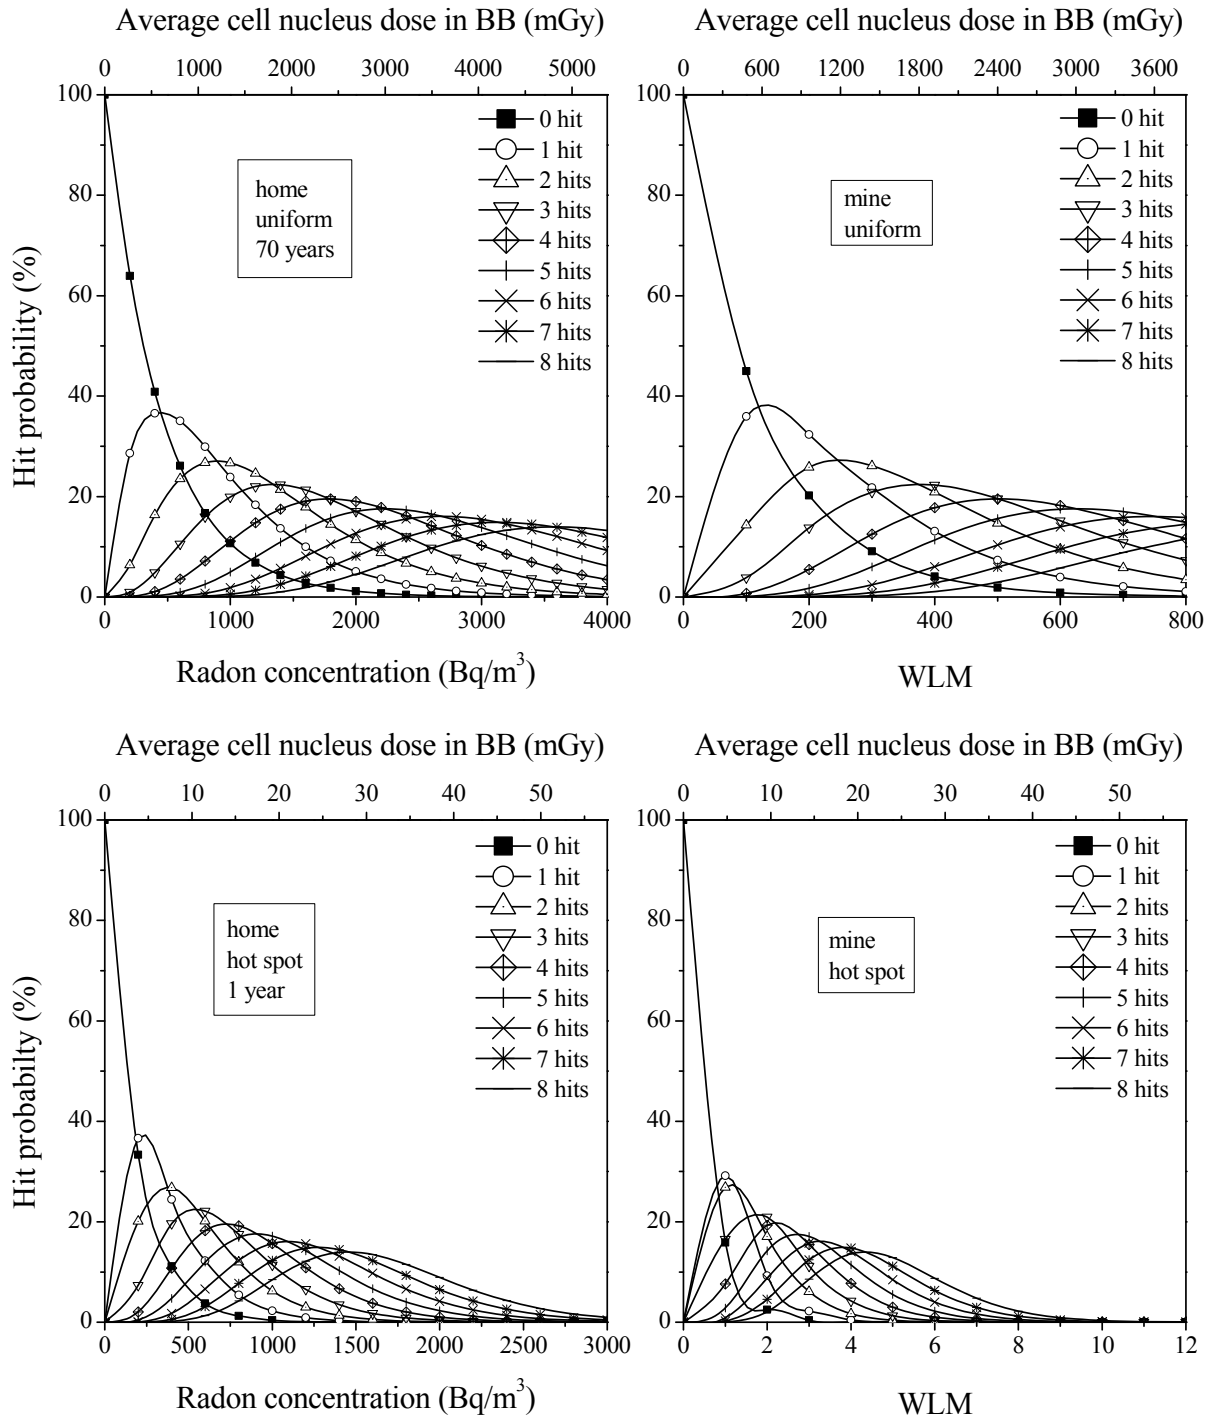 Average cell nucleus dose in BB (mGy)
0 600 1200 1800 2400 3000 3600 4200 4800
100
80
60
40
20
0
Hit probability (%)
home
uniform
70 years
0 hit
1 hit
2 hits
3 hits
4 hits
5 hits
6 hits
7 hits
8 hits
0 1000 2000 3000 4000
Radon concentration (Bq/m³)
Average cell nucleus dose in BB (mGy)
0 600 1200 1800 2400 3000 3600
100
80
60
40
20
0
mine
uniform
0 hit
1 hit
2 hits
3 hits
4 hits
5 hits
6 hits
7 hits
8 hits
0 200 400 600 800
WLM
Average cell nucleus dose in BB (mGy)
0 10 20 30 40 50
100
80
60
40
20
0
Hit probabilty (%)
home
hot spot
1 year
0 hit
1 hit
2 hits
3 hits
4 hits
5 hits
6 hits
7 hits
8 hits
0 500 1000 1500 2000 2500 3000
Radon concentration (Bq/m³)
Average cell nucleus dose in BB (mGy)
0 10 20 30 40 50
100
80
60
40
20
0
mine
hot spot
0 hit
1 hit
2 hits
3 hits
4 hits
5 hits
6 hits
7 hits
8 hits
0 2 4 6 8 10 12
WLM